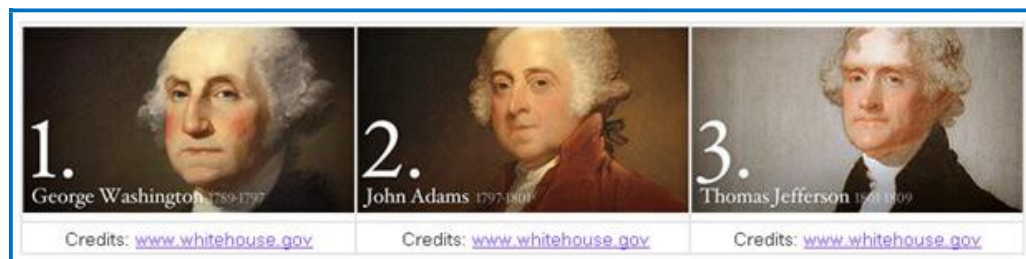 1.
George Washington 1789-1797
Credits: www.whitehouse.gov
2.
John Adams 1797-1801
Credits: www.whitehouse.gov
3.
Thomas Jefferson 1801-1809
Credits: www.whitehouse.gov